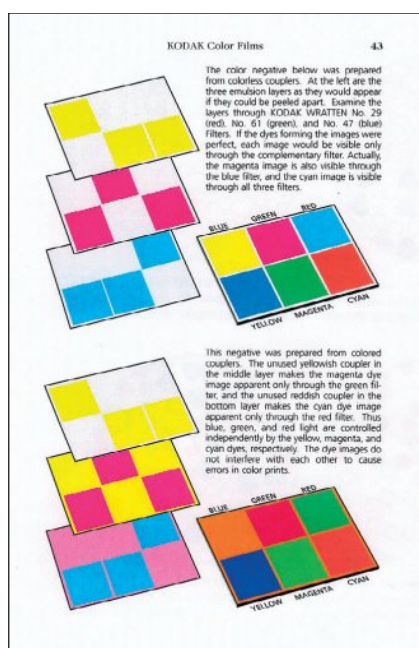 KODAK Color Films 43
The color negative below was prepared
from colorless couplers. At the left are the
three emulsion layers as they would appear
if they could be peeled apart. Examine the
layers through KODAK WRATTEN No. 29
(red), No. 61 (green), and No. 47 (blue)
Filters. If the dyes forming the images were
perfect, each image would be visible only
through the complementary filter. Actually,
the magenta image is also visible through
the blue filter, and the cyan image is visible
through all three filters.
BLUE GREEN RED
YELLOW MAGENTA CYAN
This negative was prepared from colored
couplers. The unused yellowish coupler in
the middle layer makes the magenta dye
image apparent only through the green fil-
ter, and the unused reddish coupler in the
bottom layer makes the cyan dye image
apparent only through the red filter. Thus
blue, green, and red light are controlled
independently by the yellow, magenta, and
cyan dyes, respectively. The dye images do
not interfere with each other to cause
errors in color prints.
BLUE GREEN RED
YELLOW MAGENTA CYAN